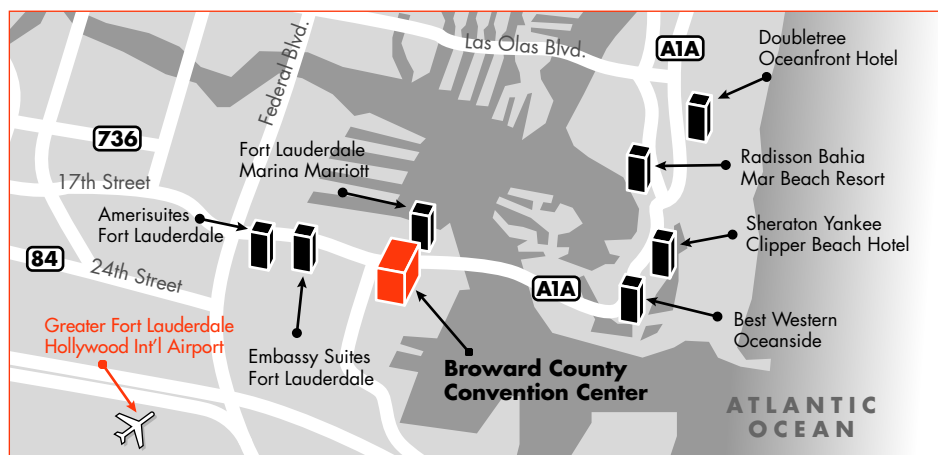 Las Olas Blvd.
A1A
Doubletree
Oceanfront Hotel
Federal Blvd.
736
Fort Lauderdale
Marina Marriott
Radisson Bahia
Mar Beach Resort
17th Street
Amerisuites
Fort Lauderdale
Sheraton Yankee
Clipper Beach Hotel
84
24th Street
A1A
Greater Fort Lauderdale
Hollywood Int'l Airport
Embassy Suites
Fort Lauderdale
Broward County
Convention Center
Best Western
Oceanside
ATLANTIC
OCEAN